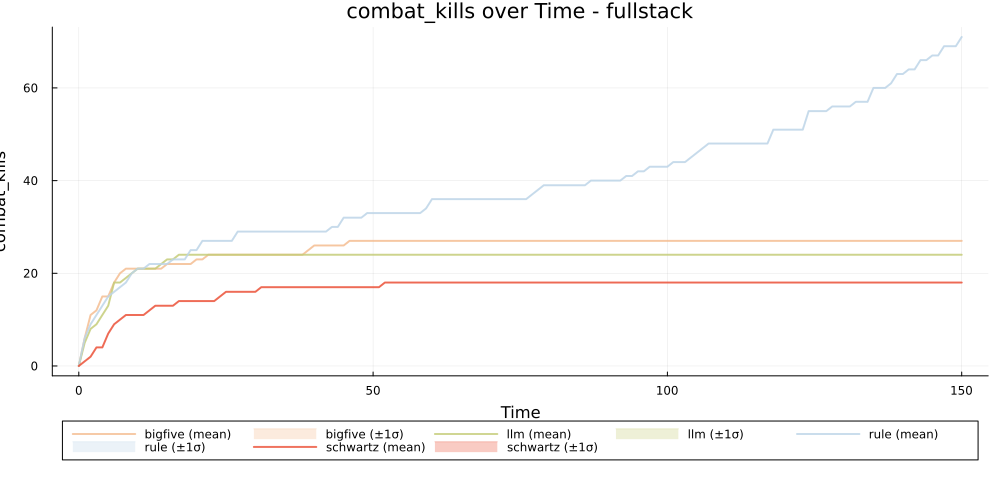 combat_kills over Time - fullstack
combat_kills
60
40
20
0
0 50 100 150
Time
bigfive (mean) bigfive (±1σ) llm (mean) llm (±1σ) rule (mean)
rule (±1σ) schwartz (mean) schwartz (±1σ)